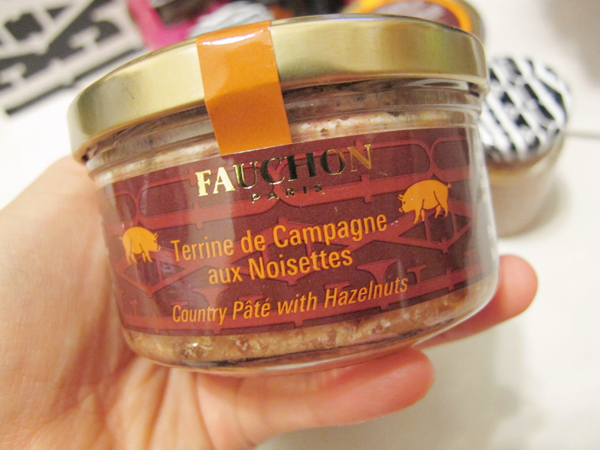 FAUCHON
PARIS
Terrine de Campagne
aux Noisettes
Country Pâté with Hazelnuts